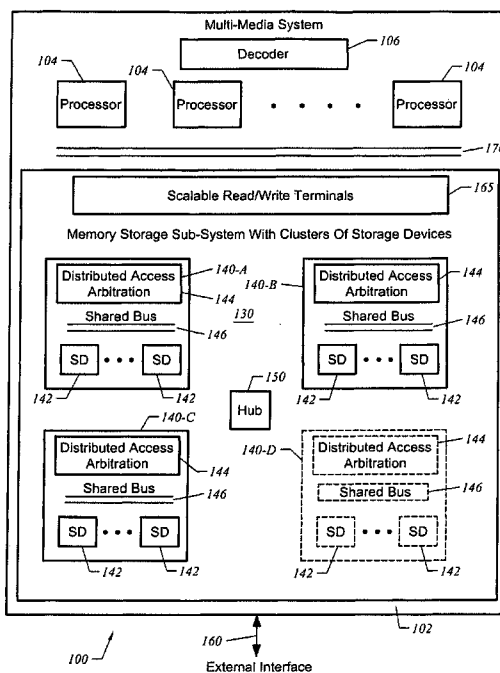 Multi-Media System
Decoder
106
104
104
104
Processor
Processor
Processor
170
165
Scalable Read/Write Terminals
Memory Storage Sub-System With Clusters Of Storage Devices
Distributed Access
Arbitration
140-A
144
Shared Bus
146
SD
SD
142
142
130
140-B
144
Distributed Access
Arbitration
Shared Bus
146
SD
SD
142
142
150
Hub
140-C
Distributed Access
Arbitration
144
Shared Bus
146
SD
SD
142
142
140-D
144
Distributed Access
Arbitration
Shared Bus
146
SD
SD
142
142
100
160
102
External Interface